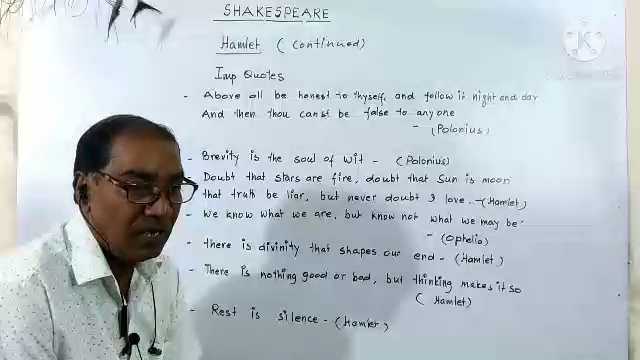 SHAKESPEARE
Hamlet ( Continued )
Imp Quotes
- Above all be honest to thyself, and follow it night and day
And then thou canst be false to anyone
- (Polonius)
- Brevity is the soul of wit - (Polonius)
Doubt that stars are fire, doubt that Sun is moon
that truth be liar, but never doubt I love. - (Hamlet)
- We know what we are, but know not what we may be.
- (Ophelia)
- There is divinity that shapes our end - (Hamlet)
- There is nothing good or bad, but thinking makes it so
( Hamlet)
- Rest is silence - (Hamlet)